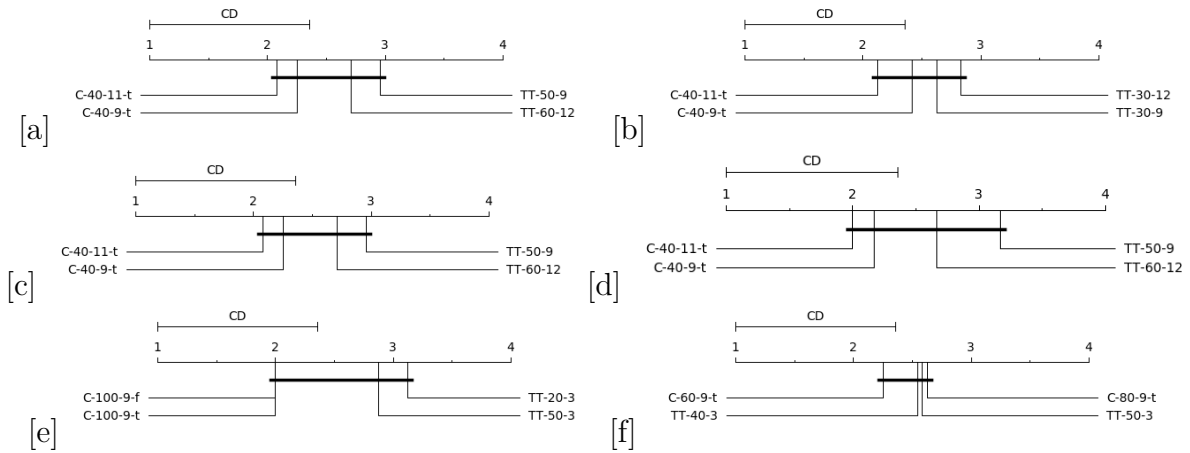 CD
1 2 3 4
C-40-11-t TT-50-9
C-40-9-t TT-60-12
[a]
CD
1 2 3 4
C-40-11-t TT-30-12
C-40-9-t TT-30-9
[b]
CD
1 2 3 4
C-40-11-t TT-50-9
C-40-9-t TT-60-12
[c]
CD
1 2 3 4
C-40-11-t TT-50-9
C-40-9-t TT-60-12
[d]
CD
1 2 3 4
C-100-9-f TT-20-3
C-100-9-t TT-50-3
[e]
CD
1 2 3 4
C-60-9-t C-80-9-t
TT-40-3 TT-50-3
[f]